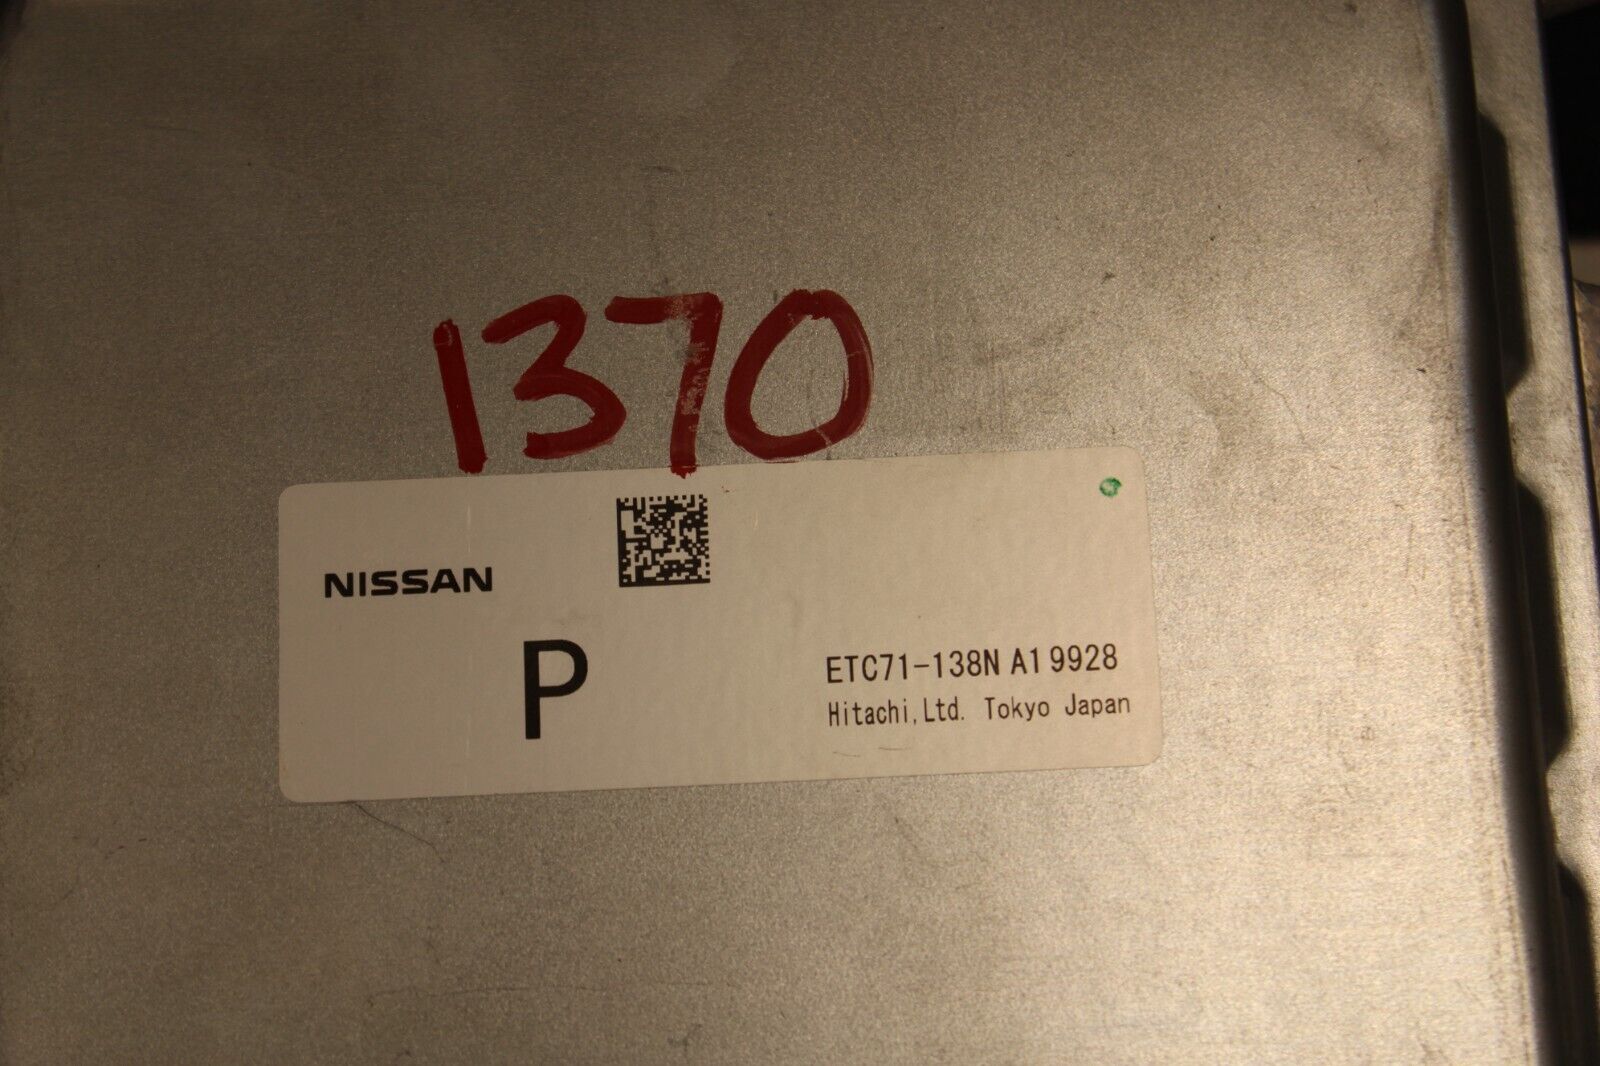 1370
NISSAN
P
ETC71-138N A1 9928
Hitachi, Ltd. Tokyo Japan